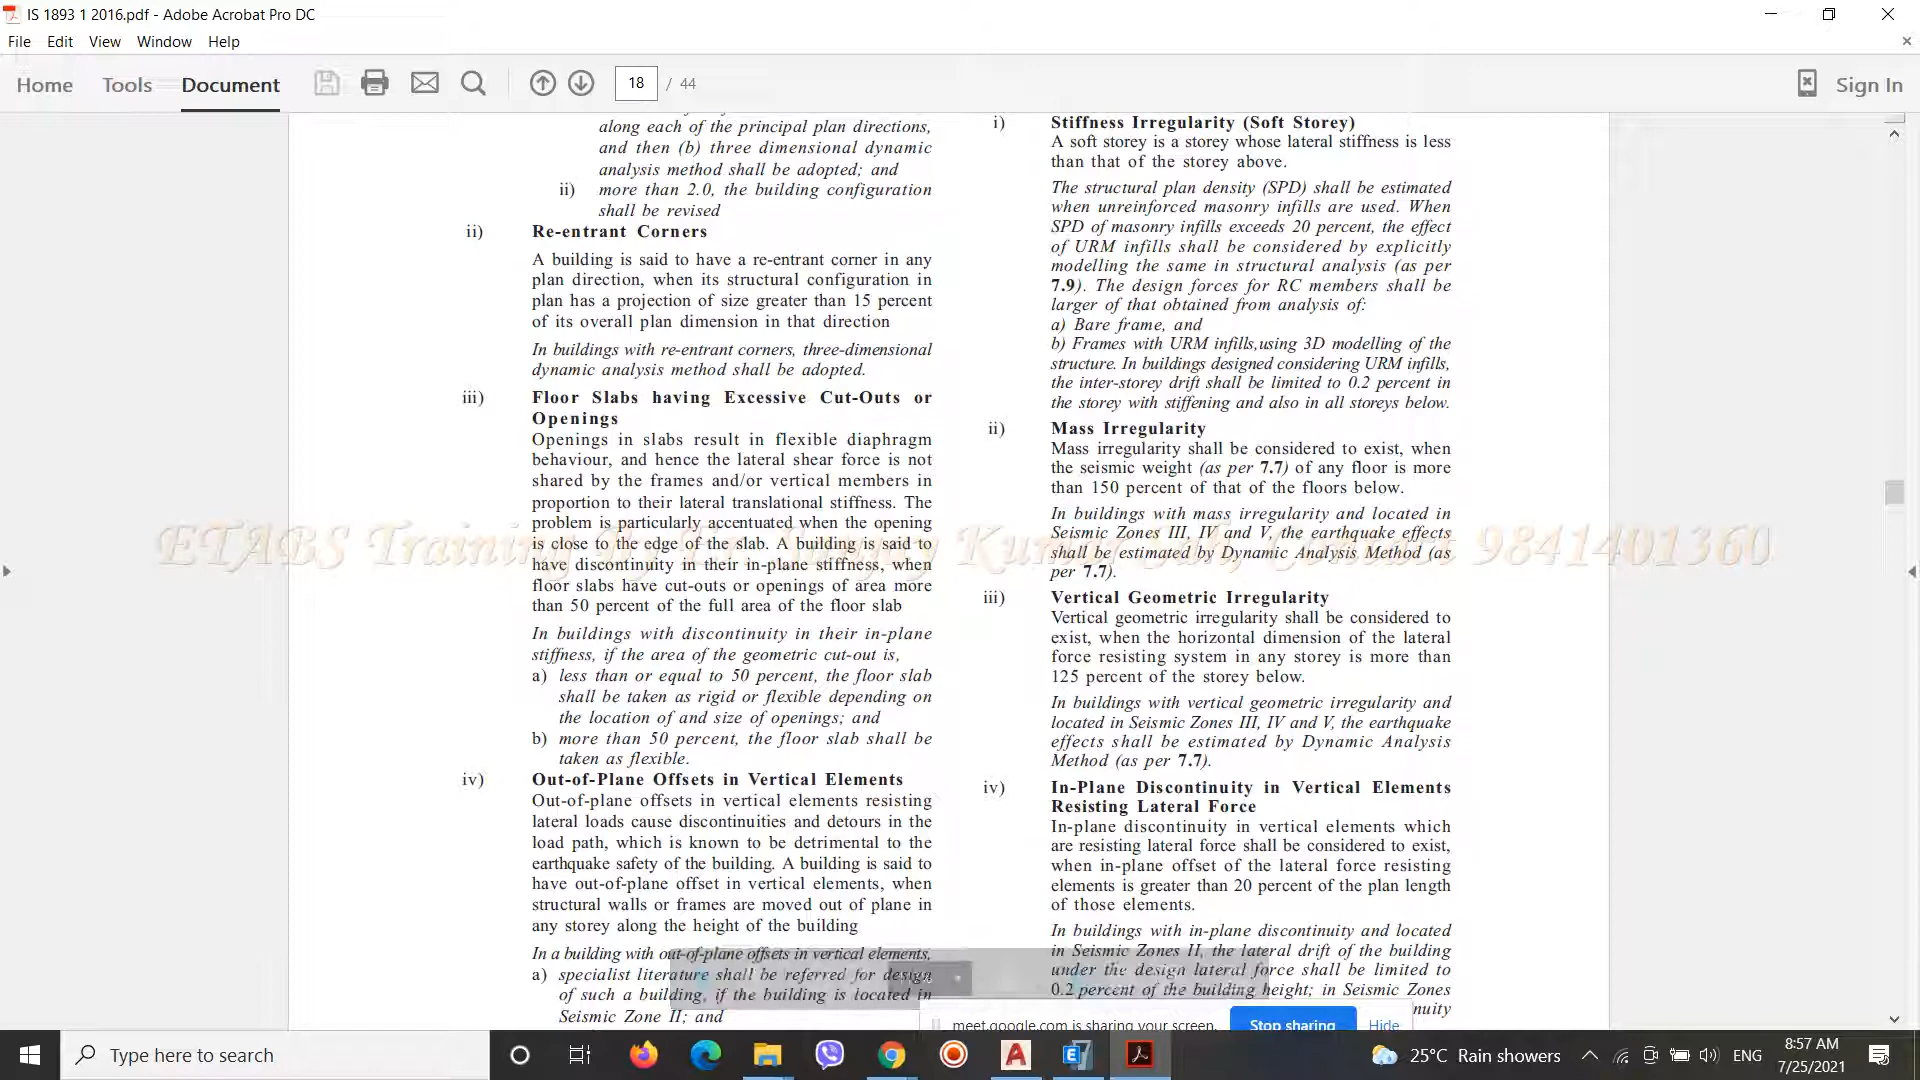 IS 1893 1 2016.pdf - Adobe Acrobat Pro DC
File Edit View Window Help
Home Tools Document
18 / 44
Sign In
along each of the principal plan directions,
and then (b) three dimensional dynamic
analysis method shall be adopted; and
ii) more than 2.0, the building configuration
shall be revised
ii) Re-entrant Corners
A building is said to have a re-entrant corner in any
plan direction, when its structural configuration in
plan has a projection of size greater than 15 percent
of its overall plan dimension in that direction
In buildings with re-entrant corners, three-dimensional
dynamic analysis method shall be adopted.
iii) Floor Slabs having Excessive Cut-Outs or
Openings
Openings in slabs result in flexible diaphragm
behaviour, and hence the lateral shear force is not
shared by the frames and/or vertical members in
proportion to their lateral translational stiffness. The
problem is particularly accentuated when the opening
is close to the edge of the slab. A building is said to
have discontinuity in their in-plane stiffness, when
floor slabs have cut-outs or openings of area more
than 50 percent of the full area of the floor slab
In buildings with discontinuity in their in-plane
stiffness, if the area of the geometric cut-out is,
a) less than or equal to 50 percent, the floor slab
shall be taken as rigid or flexible depending on
the location of and size of openings; and
b) more than 50 percent, the floor slab shall be
taken as flexible.
iv) Out-of-Plane Offsets in Vertical Elements
Out-of-plane offsets in vertical elements resisting
lateral loads cause discontinuities and detours in the
load path, which is known to be detrimental to the
earthquake safety of the building. A building is said to
have out-of-plane offset in vertical elements, when
structural walls or frames are moved out of plane in
any storey along the height of the building
In a building with out-of-plane offsets in vertical elements,
a) specialist literature shall be referred for design
of such a building, if the building is located in
Seismic Zone II; and
i) Stiffness Irregularity (Soft Storey)
A soft storey is a storey whose lateral stiffness is less
than that of the storey above.
The structural plan density (SPD) shall be estimated
when unreinforced masonry infills are used. When
SPD of masonry infills exceeds 20 percent, the effect
of URM infills shall be considered by explicitly
modelling the same in structural analysis (as per
7.9). The design forces for RC members shall be
larger of that obtained from analysis of:
a) Bare frame, and
b) Frames with URM infills,using 3D modelling of the
structure. In buildings designed considering URM infills,
the inter-storey drift shall be limited to 0.2 percent in
the storey with stiffening and also in all storeys below.
ii) Mass Irregularity
Mass irregularity shall be considered to exist, when
the seismic weight (as per 7.7) of any floor is more
than 150 percent of that of the floors below.
In buildings with mass irregularity and located in
Seismic Zones III, IV and V, the earthquake effects
shall be estimated by Dynamic Analysis Method (as
per 7.7).
iii) Vertical Geometric Irregularity
Vertical geometric irregularity shall be considered to
exist, when the horizontal dimension of the lateral
force resisting system in any storey is more than
125 percent of the storey below.
In buildings with vertical geometric irregularity and
located in Seismic Zones III, IV and V, the earthquake
effects shall be estimated by Dynamic Analysis
Method (as per 7.7).
iv) In-Plane Discontinuity in Vertical Elements
Resisting Lateral Force
In-plane discontinuity in vertical elements which
are resisting lateral force shall be considered to exist,
when in-plane offset of the lateral force resisting
elements is greater than 20 percent of the plan length
of those elements.
In buildings with in-plane discontinuity and located
in Seismic Zones II, the lateral drift of the building
under the design lateral force shall be limited to
0.2 percent of the building height; in Seismic Zones
nuity
ETABS Training 9841401360
meet.google.com is sharing your screen. Stop sharing Hide
Type here to search
25°C Rain showers
ENG
8:57 AM
7/25/2021